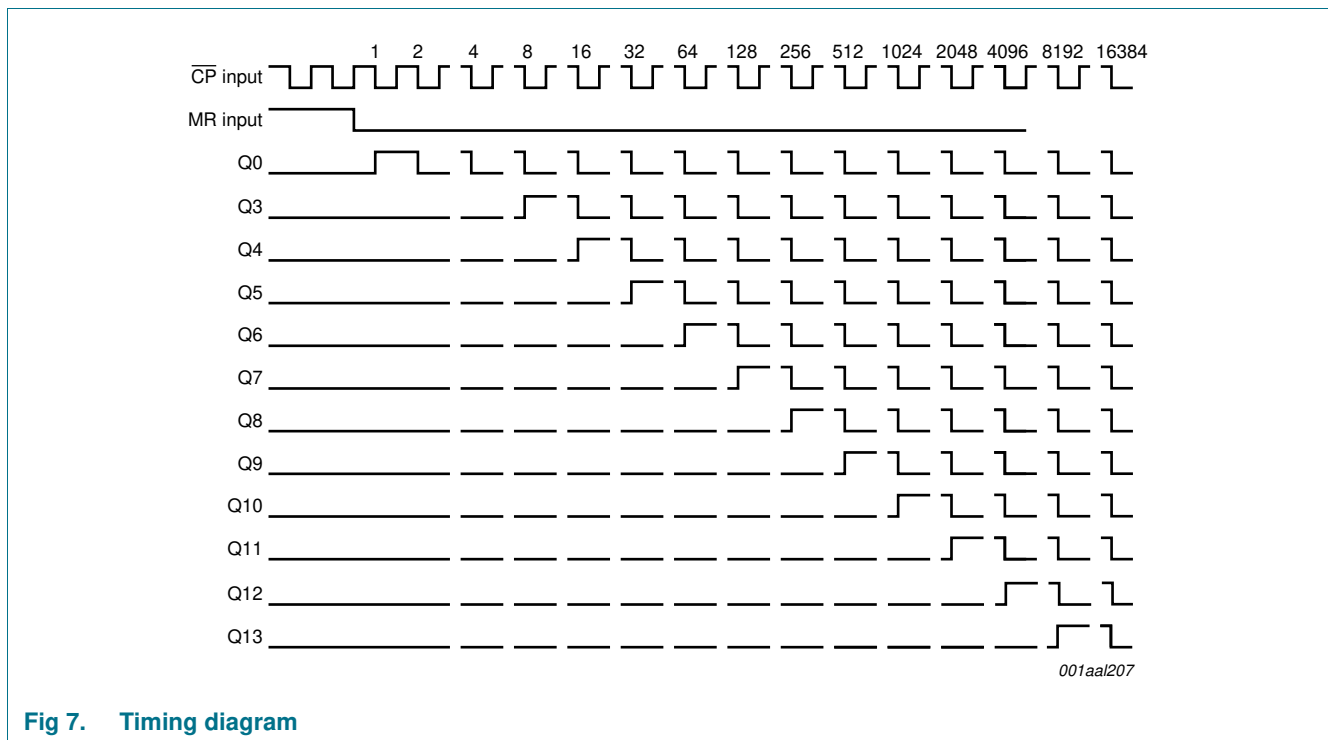 1 2 4 8 16 32 64 128 256 512 1024 2048 4096 8192 16384
CP input
MR input
Q0
Q3
Q4
Q5
Q6
Q7
Q8
Q9
Q10
Q11
Q12
Q13
001aal207
Fig 7. Timing diagram